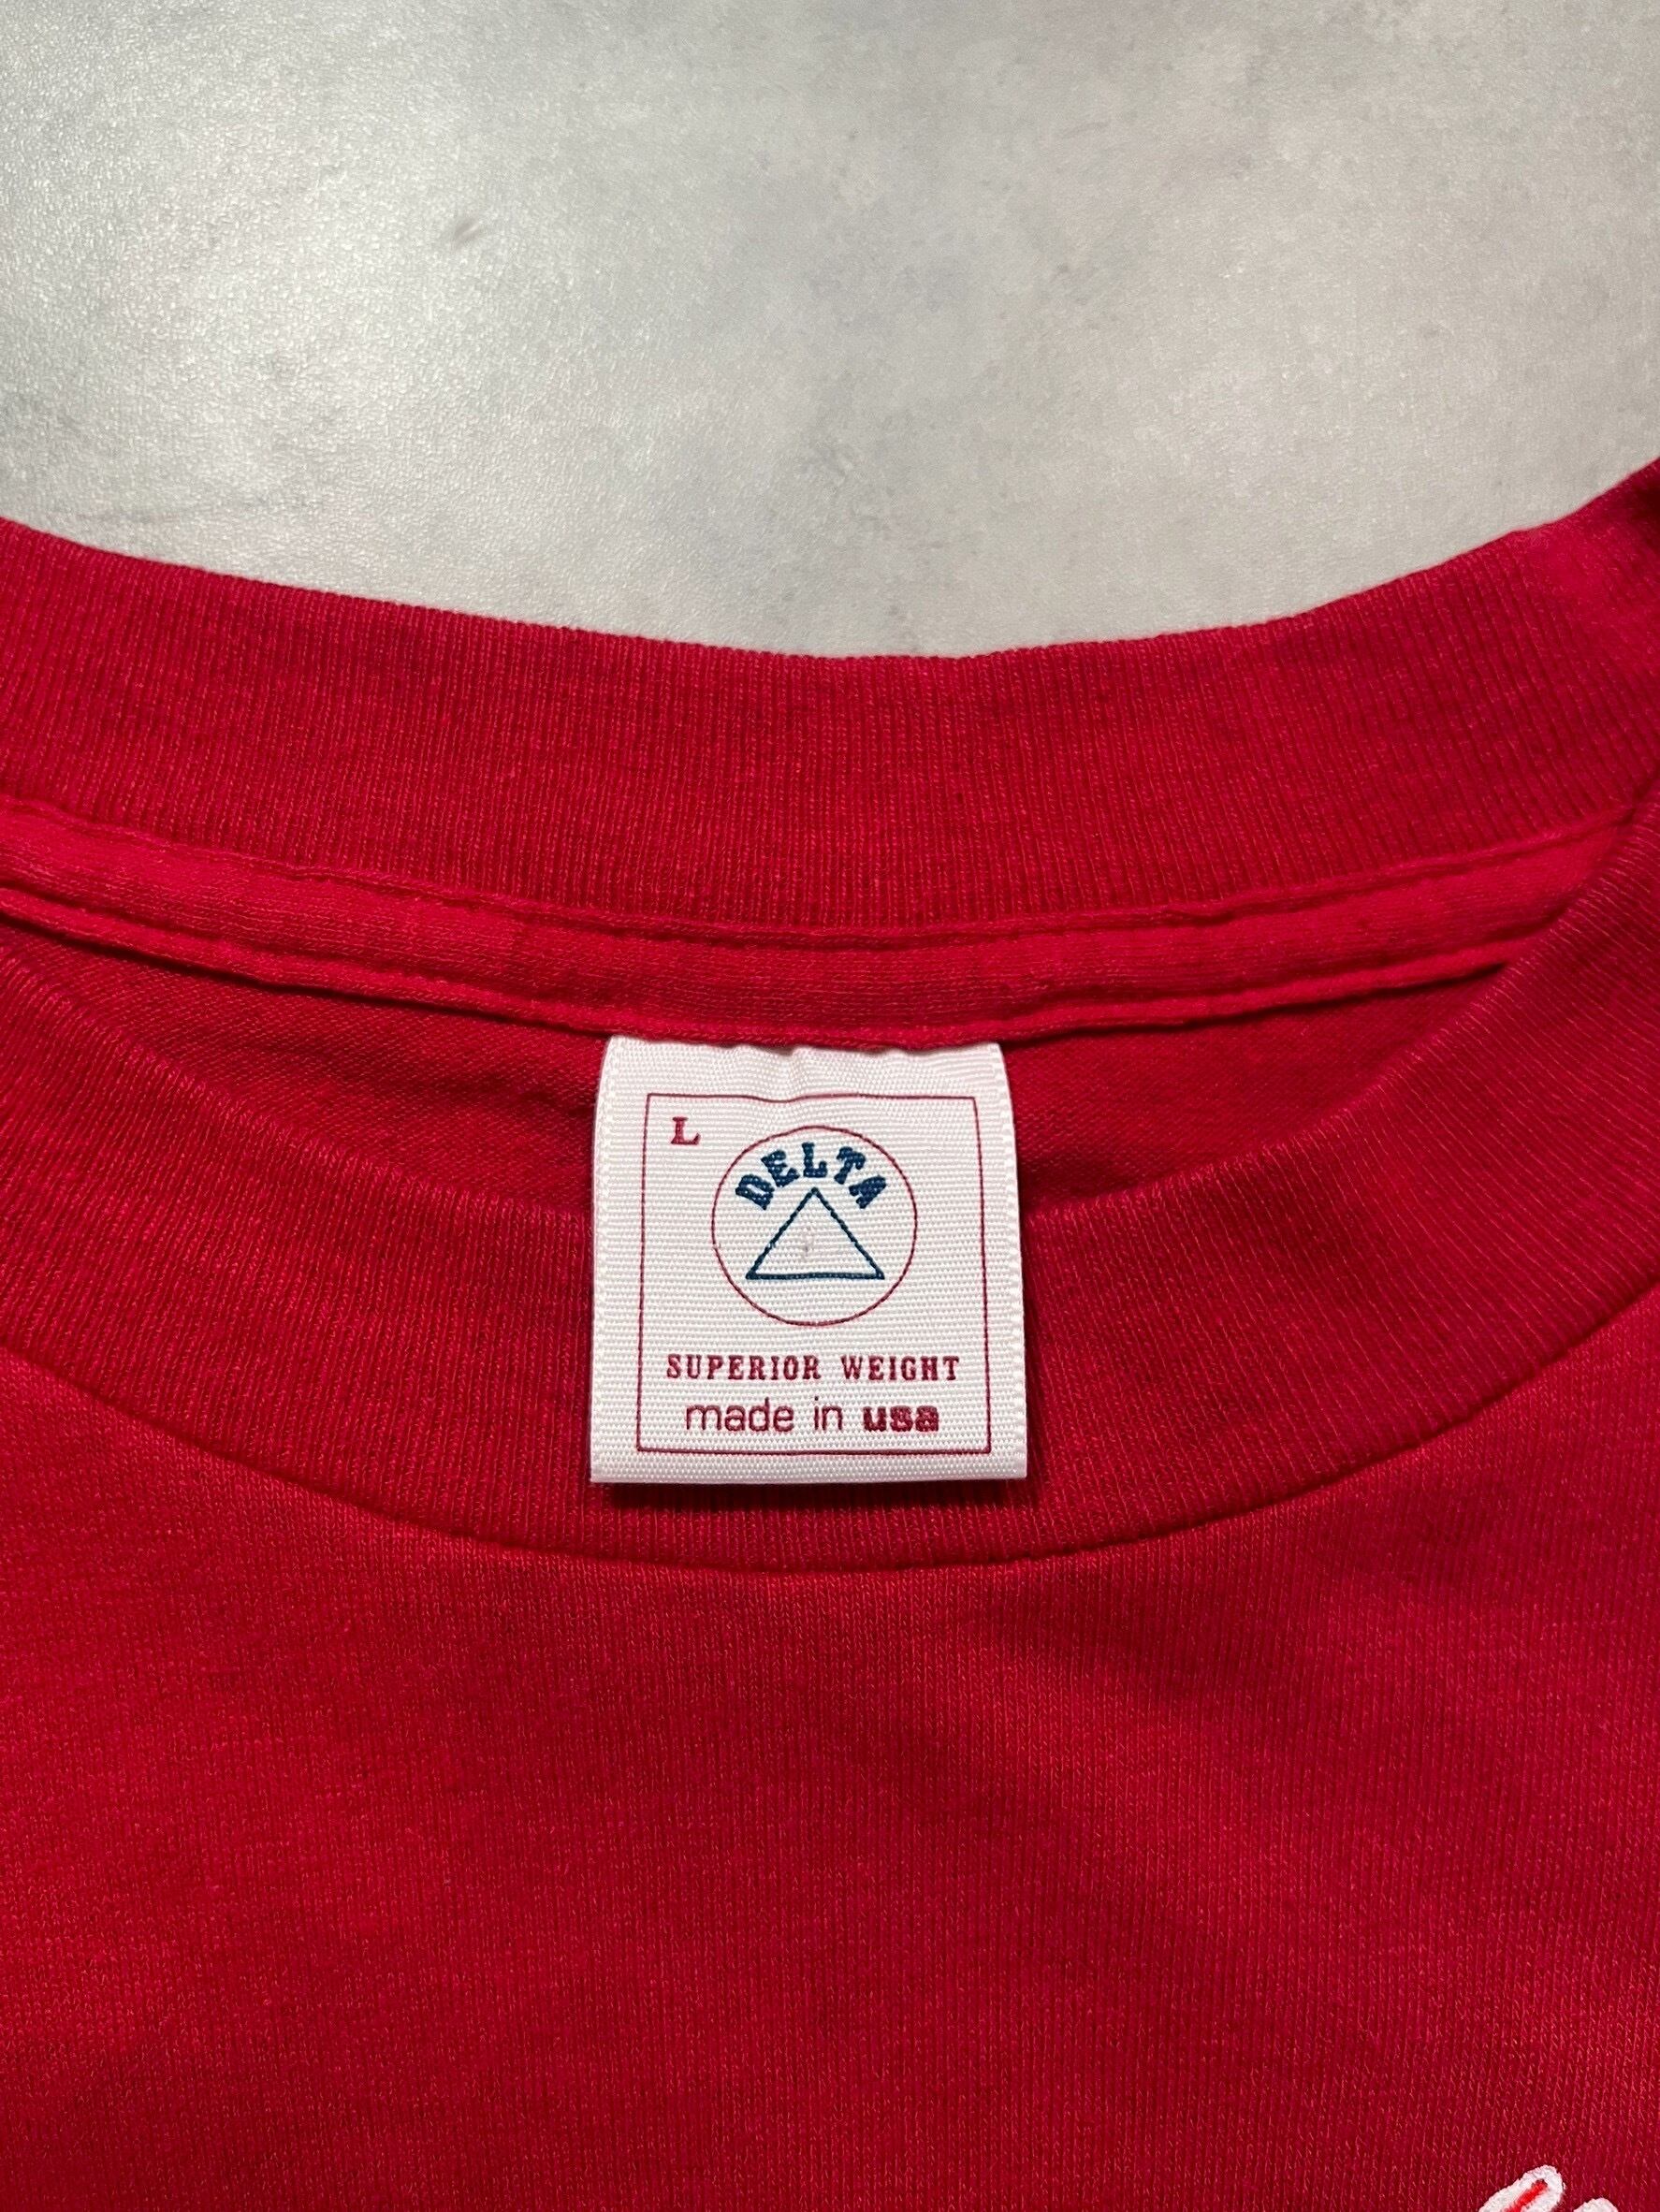 L
DELTA
SUPERIOR WEIGHT
made in usa